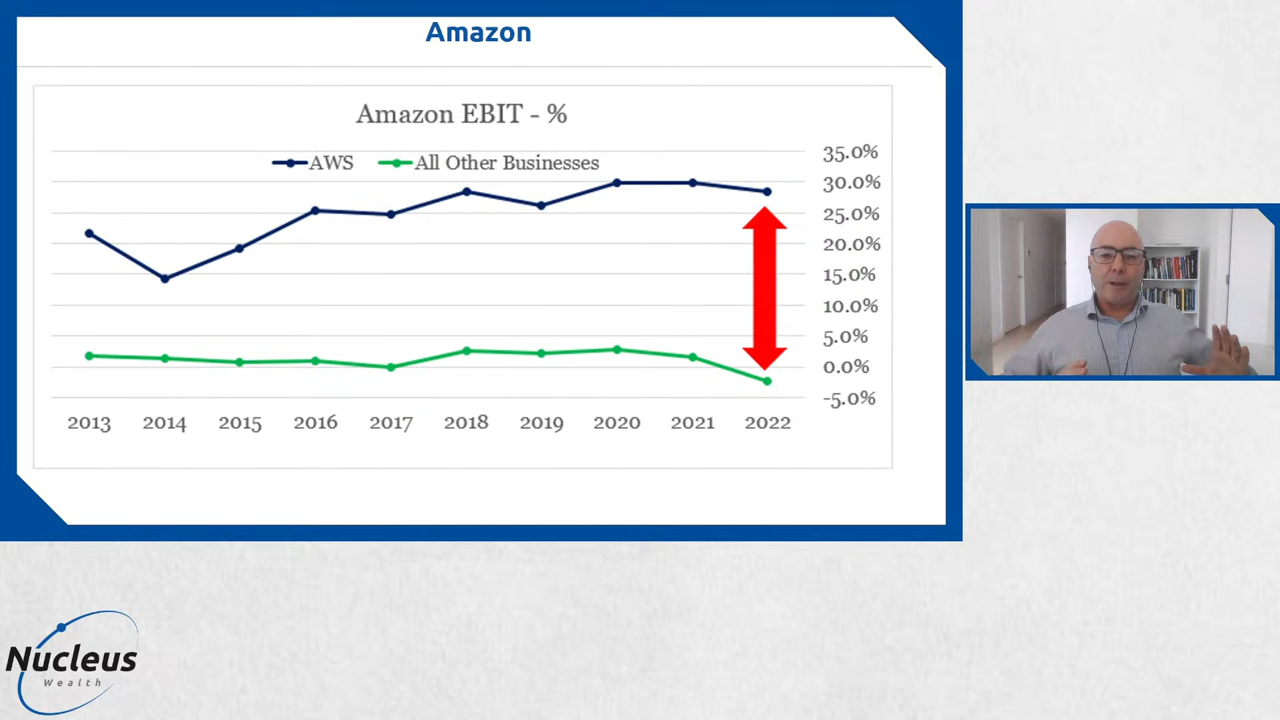 Amazon
Amazon EBIT - %
AWS
All Other Businesses
35.0%
30.0%
25.0%
20.0%
15.0%
10.0%
5.0%
0.0%
-5.0%
2013 2014 2015 2016 2017 2018 2019 2020 2021 2022
Nucleus
Wealth